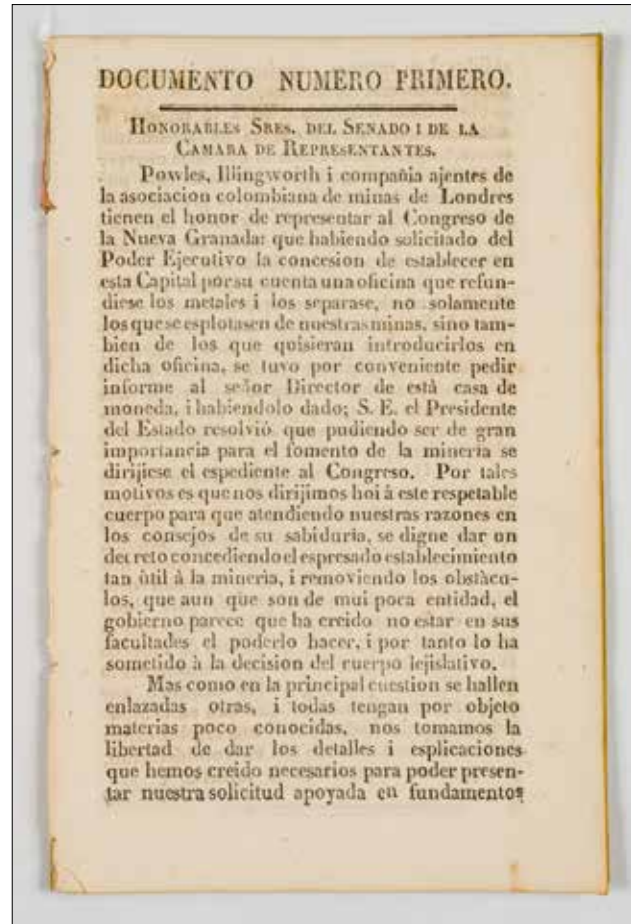 DOCUMENTO NUMERO PRIMERO.
HONORABLES SRES. DEL SENADO I DE LA
CAMARA DE REPRESENTANTES.
Powles, Illingworth i compañia ajentes de
la asociacion colombiana de minas de Londres
tienen el honor de representar al Congreso de
la Nueva Granada: que habiendo solicitado del
Poder Ejecutivo la concesion de establecer en
esta Capital por su cuenta una oficina que refun-
diese los metales i los separase, no solamente
los que se esplotasen de nuestras minas, sino tam-
bien de los que quisieran introducirlos en
dicha oficina, se tuvo por conveniente pedir
informe al señor Director de està casa de
moneda, i habiendolo dado; S. E. el Presidente
del Estado resolvió que pudiendo ser de gran
importancia para el fomento de la mineria se
dirijiese el espediente al Congreso. Por tales
motivos es que nos dirijimos hoi à este respetable
cuerpo para que atendiendo nuestras razones en
los consejos de su sabiduria, se digne dar un
decreto concediendo el espresado establecimiento
tan ùtil à la mineria, i removiendo los obstàcu-
los, que aun que son de mui poca entidad, el
gobierno parece que ha creido no estar en sus
facultades el poderlo hacer, i por tanto lo ha
sometido à la decision del cuerpo lejislativo.
Mas como en la principal cuestion se hallen
enlazadas otras, i todas tengan por objeto
materias poco conocidas, nos tomamos la
libertad de dar los detalles i esplicaciones
que hemos creido necesarios para poder presen-
tar nuestra solicitud apoyada en fundamentos